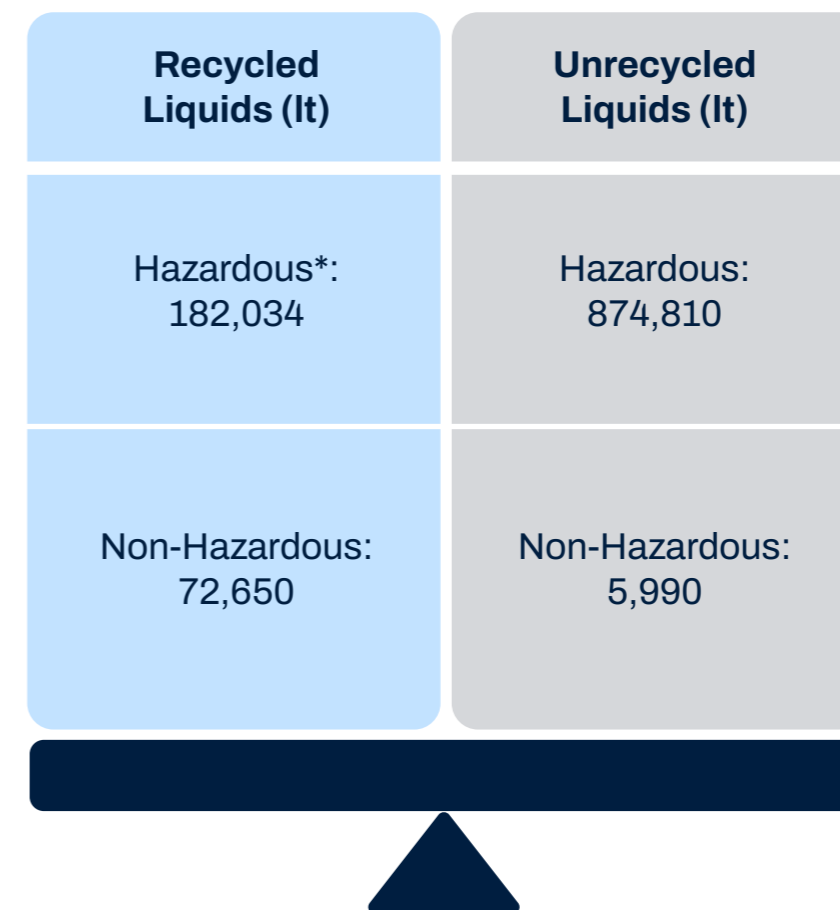 Recycled
Liquids (lt)
Unrecycled
Liquids (lt)
Hazardous*:
182,034
Hazardous:
874,810
Non-Hazardous:
72,650
Non-Hazardous:
5,990